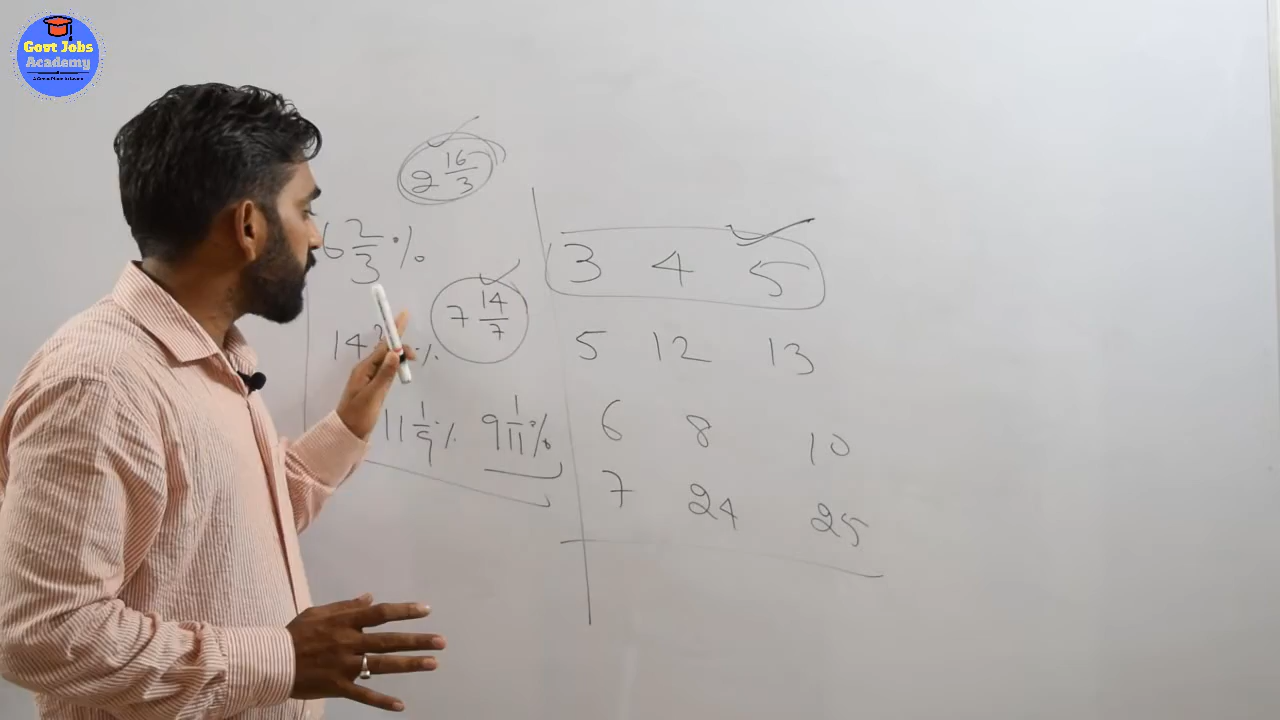 Govt Jobs
Academy
2 16/3
6 2/3 %
7 14/7
14 %
11 1/9 % 9 1/11 %
3 4 5
5 12 13
6 8 10
7 24 25